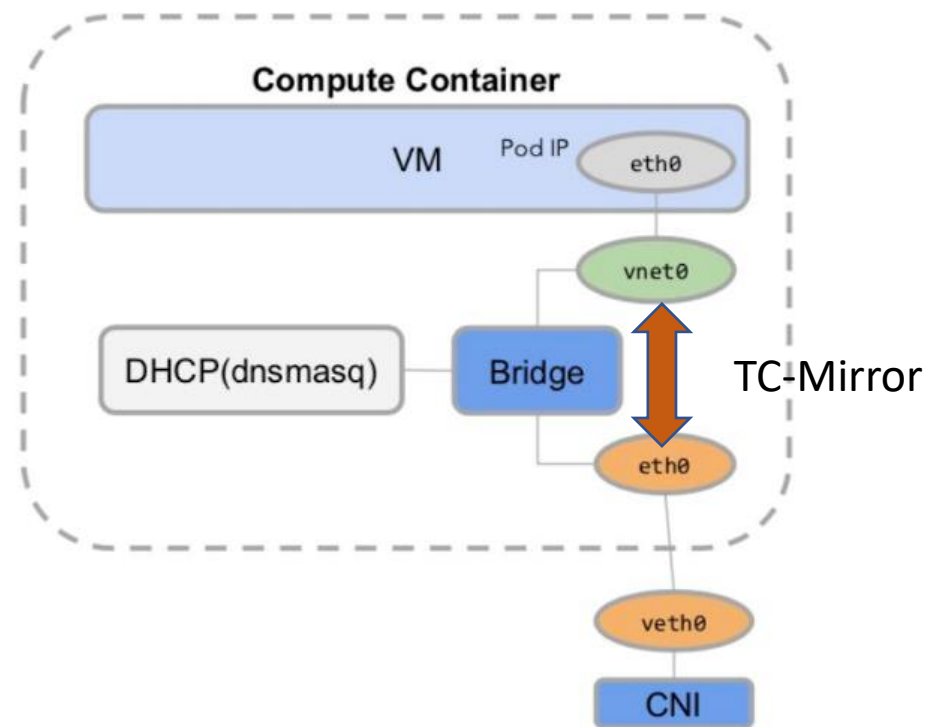 Compute Container
VM
Pod IP
eth0
vnet0
DHCP(dnsmasq)
Bridge
TC-Mirror
eth0
veth0
CNI